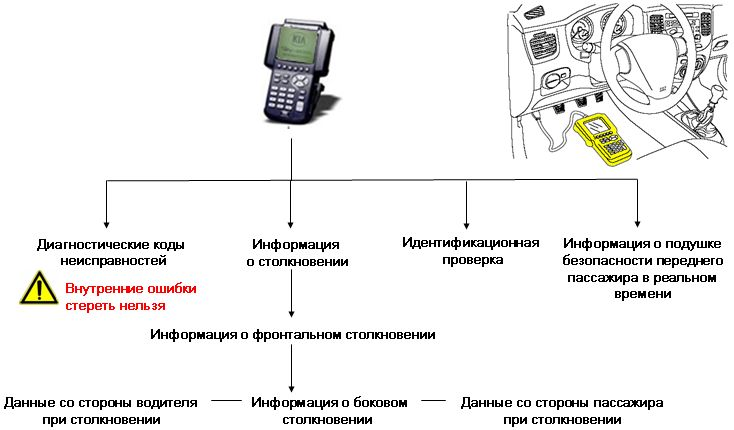 KIA
Диагностические коды
неисправностей
Информация
о столкновении
Идентификационная
проверка
Информация о подушке
безопасности переднего
пассажира в реальном
времени
Внутренние ошибки
стереть нельзя
Информация о фронтальном столкновении
Данные со стороны водителя
при столкновении
Информация о боковом
столкновении
Данные со стороны пассажира
при столкновении